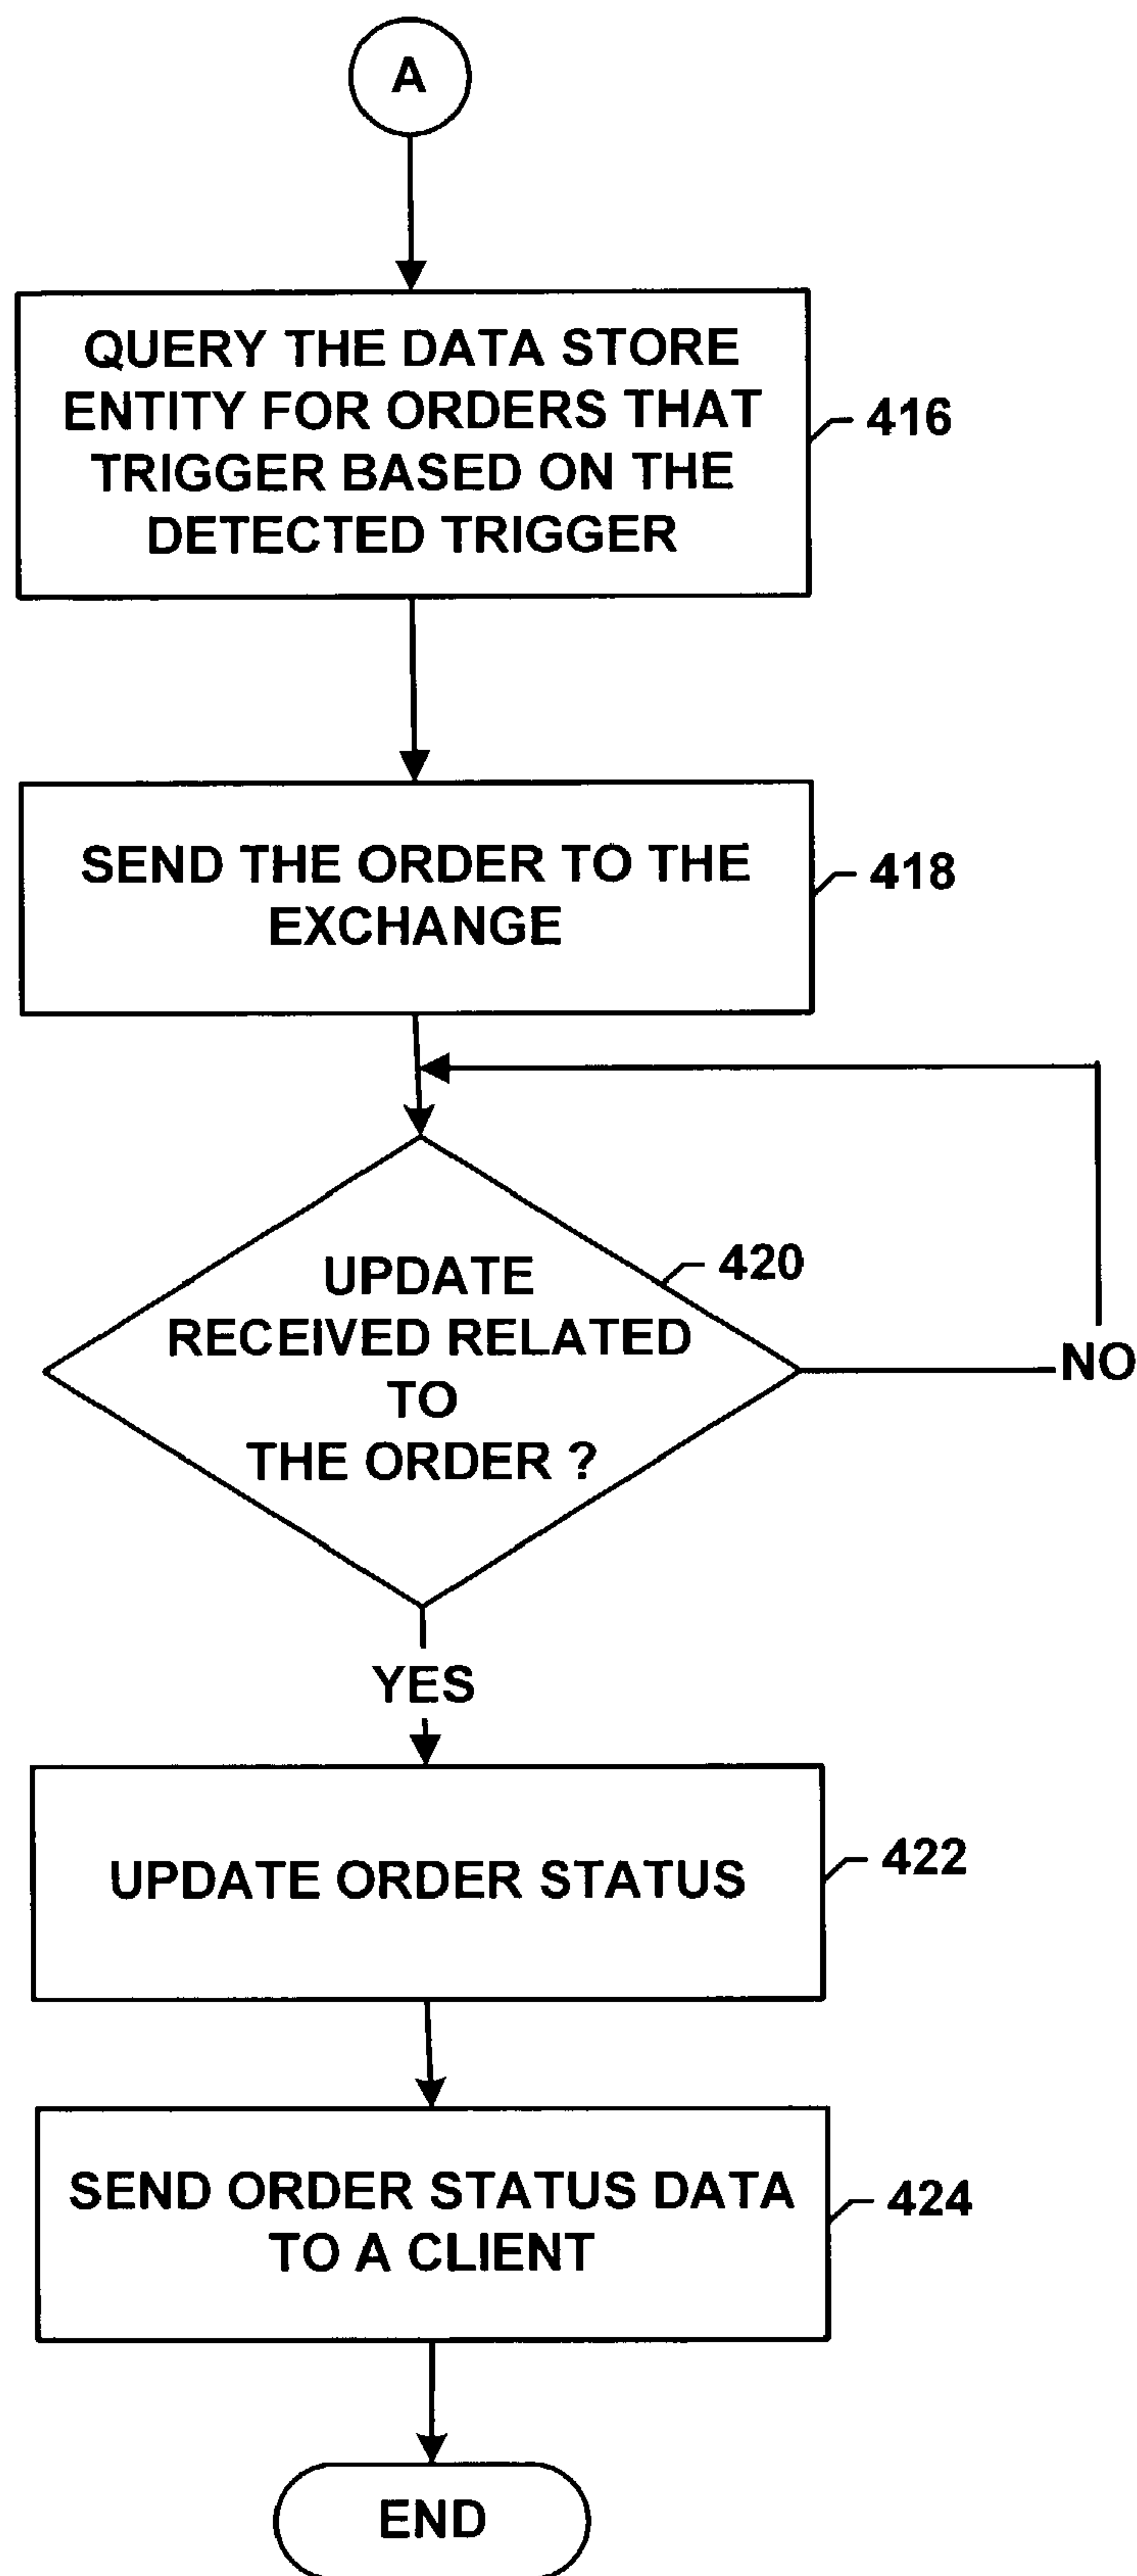 A
QUERY THE DATA STORE
ENTITY FOR ORDERS THAT
TRIGGER BASED ON THE
DETECTED TRIGGER
416
SEND THE ORDER TO THE
EXCHANGE
418
UPDATE
RECEIVED RELATED
TO
THE ORDER ?
420
NO
YES
UPDATE ORDER STATUS
422
SEND ORDER STATUS DATA
TO A CLIENT
424
END